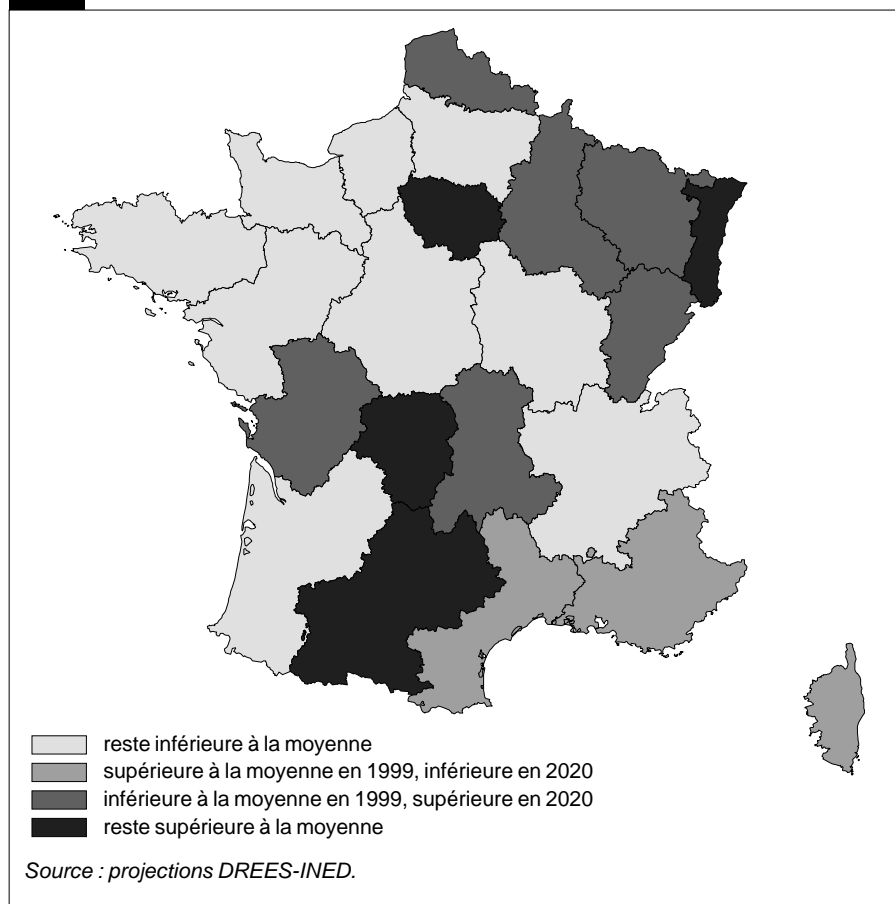 reste inférieure à la moyenne
supérieure à la moyenne en 1999, inférieure en 2020
inférieure à la moyenne en 1999, supérieure en 2020
reste supérieure à la moyenne
Source : projections DREES-INED.